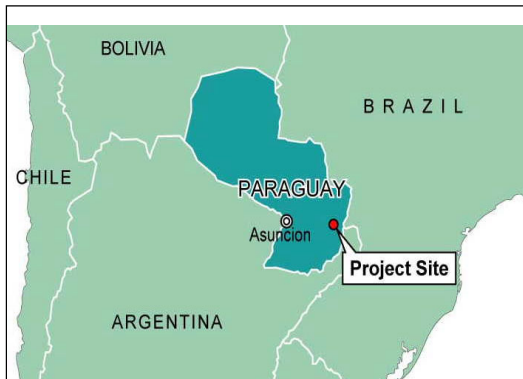 BOLIVIA
BRAZIL
CHILE
PARAGUAY
Asuncion
Project Site
ARGENTINA